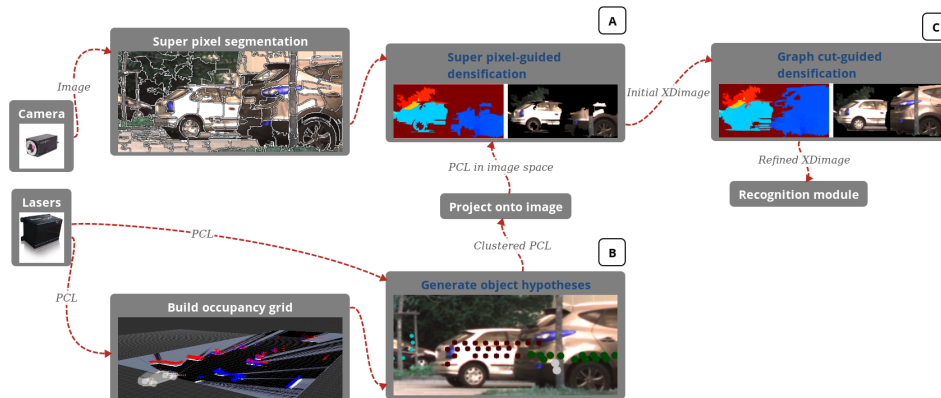 A
C
Super pixel segmentation
Super pixel-guided
densification
Graph cut-guided
densification
Image
Initial XDimage
Camera
PCL in image space
Refined XDimage
Lasers
Project onto image
Recognition module
PCL
Clustered PCL
B
PCL
Build occupancy grid
Generate object hypotheses